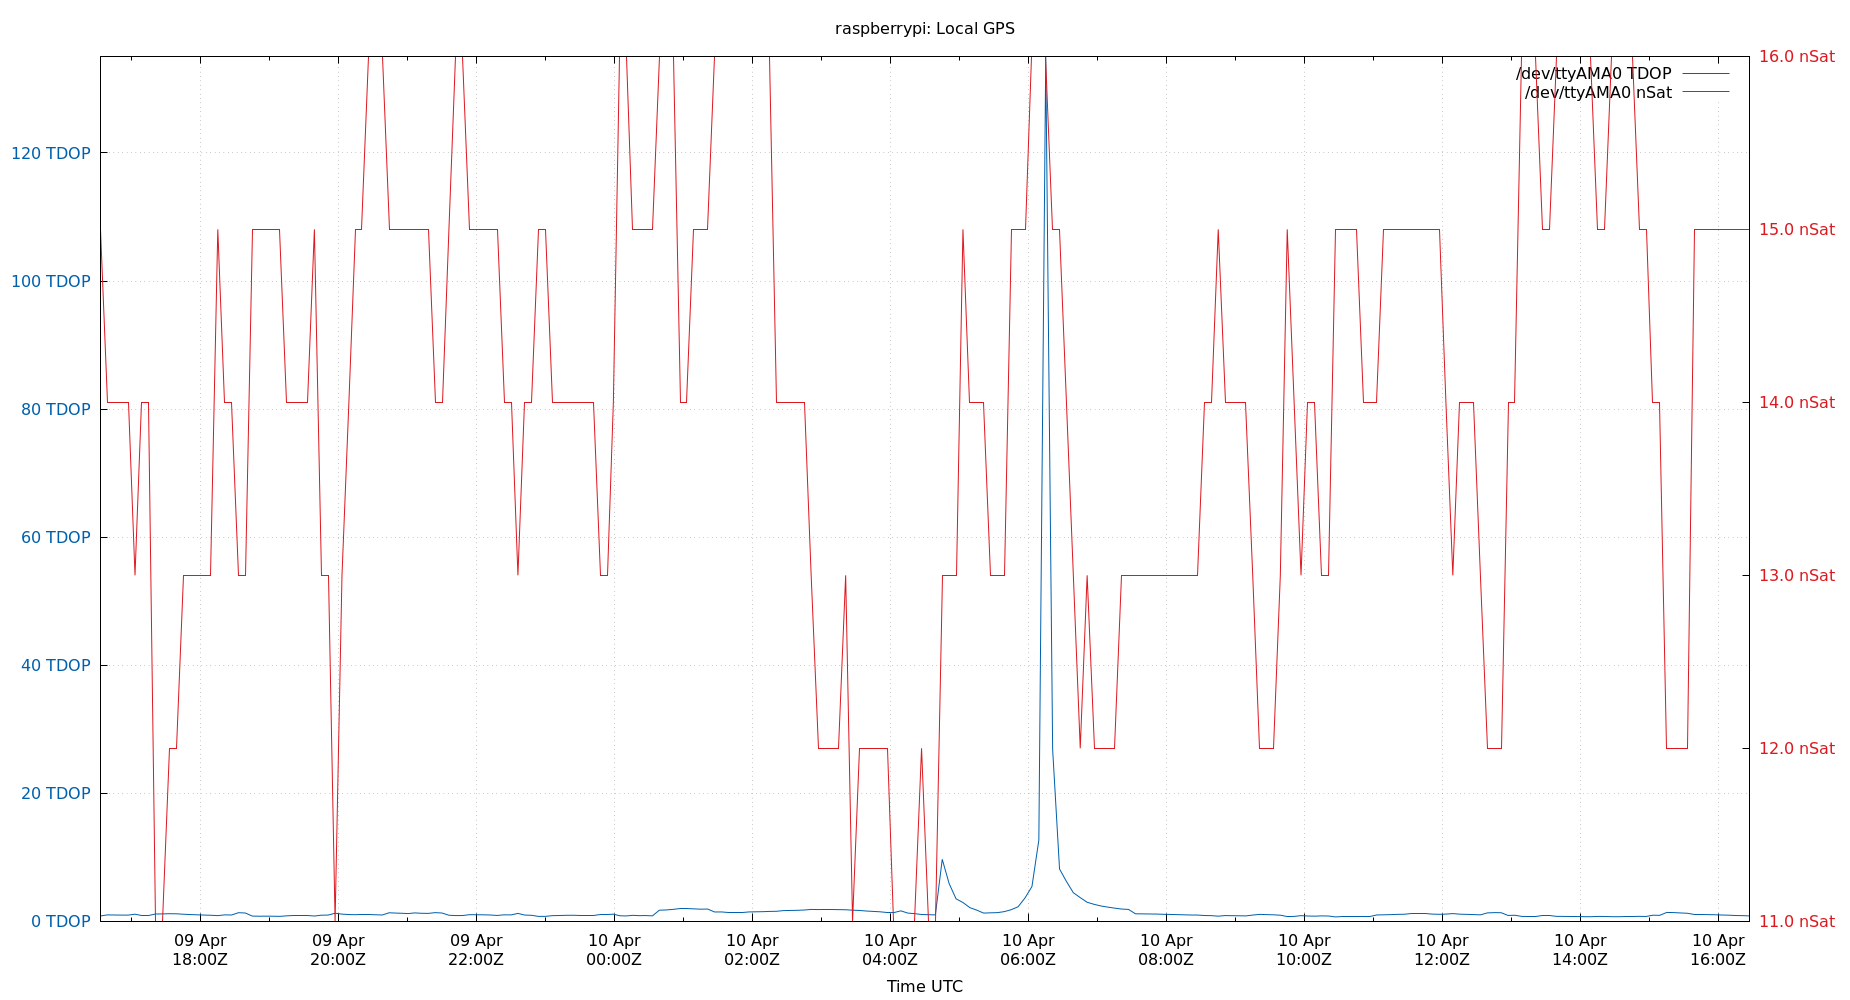 raspberrypi: Local GPS
/dev/ttyAMA0 TDOP
/dev/ttyAMA0 nSat
120 TDOP
100 TDOP
80 TDOP
60 TDOP
40 TDOP
20 TDOP
0 TDOP
16.0 nSat
15.0 nSat
14.0 nSat
13.0 nSat
12.0 nSat
11.0 nSat
09 Apr
18:00Z
09 Apr
20:00Z
09 Apr
22:00Z
10 Apr
00:00Z
10 Apr
02:00Z
10 Apr
04:00Z
10 Apr
06:00Z
10 Apr
08:00Z
10 Apr
10:00Z
10 Apr
12:00Z
10 Apr
14:00Z
10 Apr
16:00Z
Time UTC